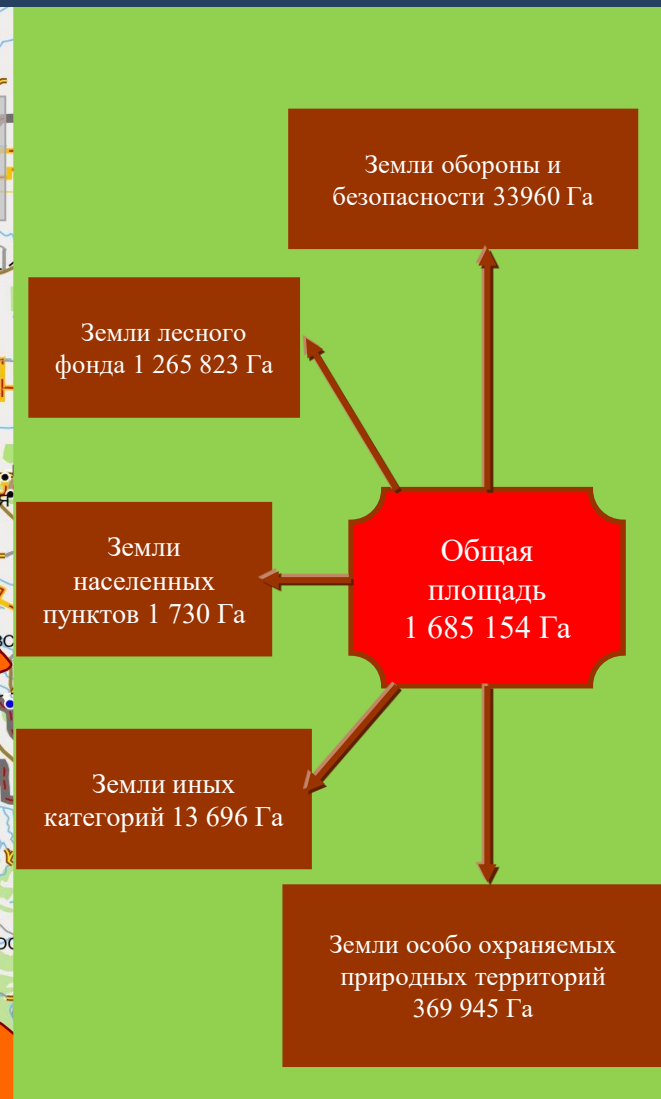 Земли обороны и
безопасности 33960 Га
Земли лесного
фонда 1 265 823 Га
Земли
населенных
пунктов 1 730 Га
Общая
площадь
1 685 154 Га
Земли иных
категорий 13 696 Га
Земли особо охраняемых
природных территорий
369 945 Га